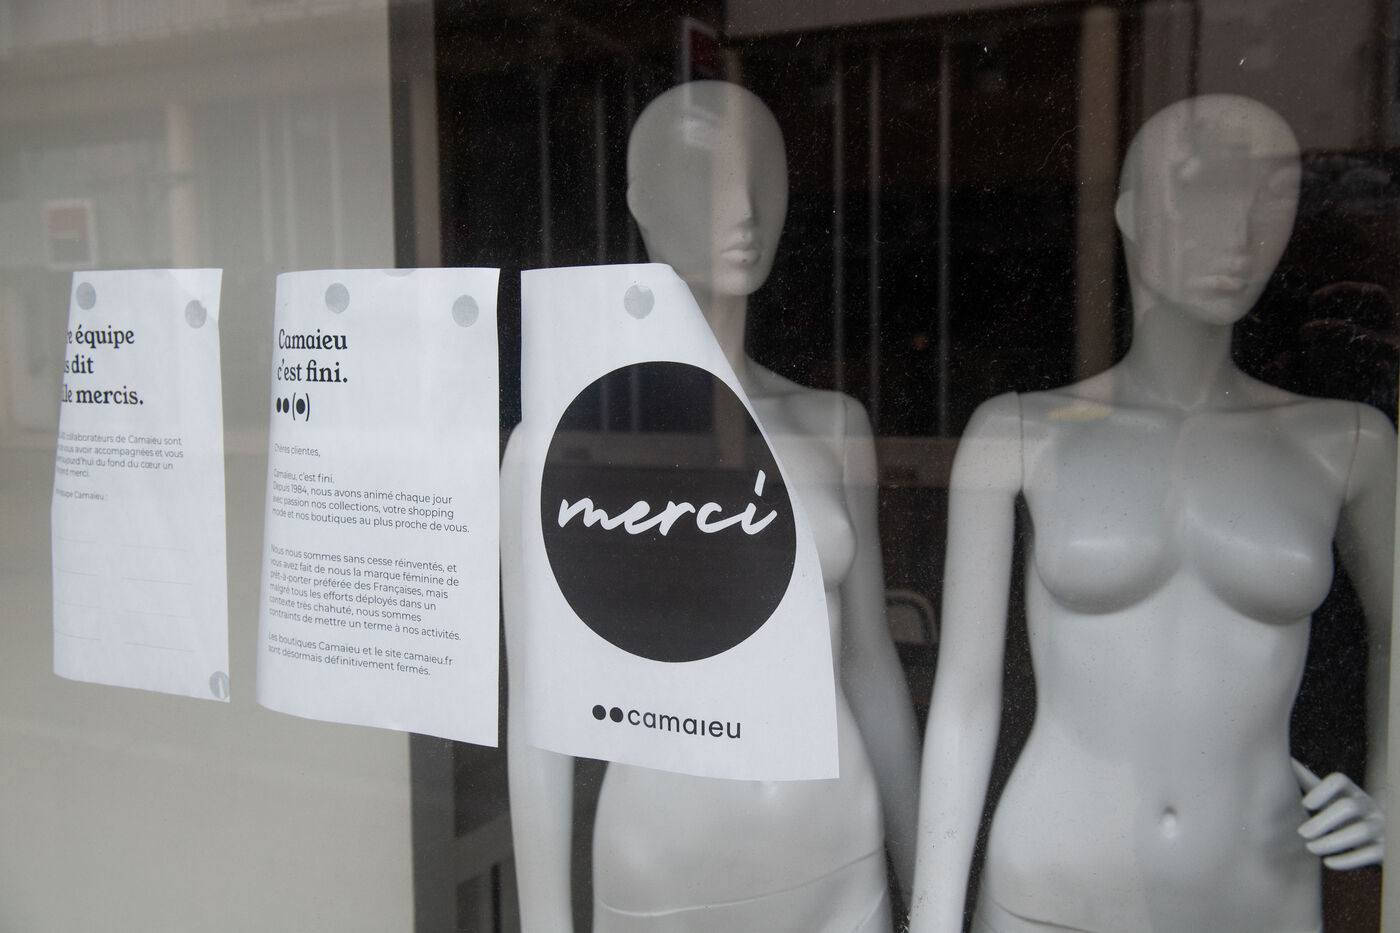 équipe
dit
mercis.
collaborateurs de Camaieu sont
vous avoir accompagnées et vous
aujourd'hui du fond du cœur un
merci.
équipe Camaieu :
Camaieu
c'est fini.
Chères clientes,
Camaieu, c'est fini.
Depuis 1984, nous avons animé chaque jour
avec passion nos collections, votre shopping
mode et nos boutiques au plus proche de vous.
Nous nous sommes sans cesse réinventés, et
vous avez fait de nous la marque féminine de
prêt-à-porter préférée des Françaises, mais
malgré tous les efforts déployés dans un
contexte très chahuté, nous sommes
contraints de mettre un terme à nos activités.
Les boutiques Camaieu et le site camaieu.fr
sont désormais définitivement fermés.
merci
camaieu